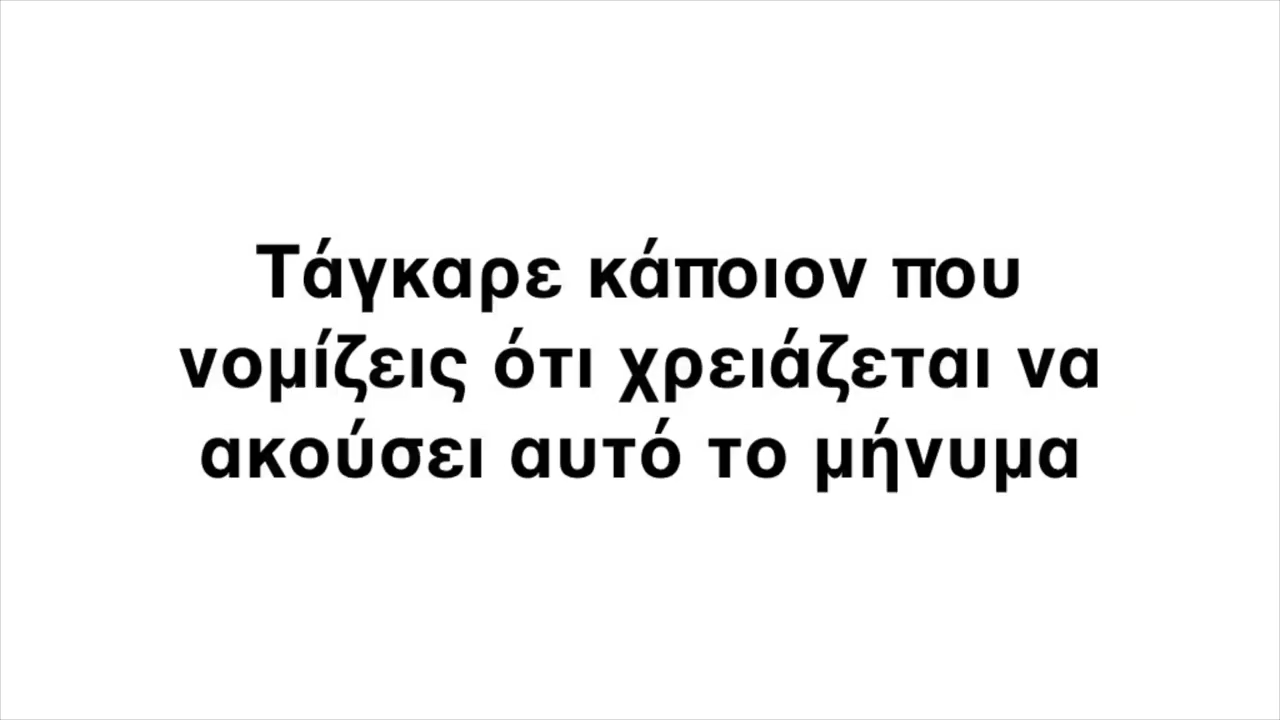 Τάγκαρε κάποιον που
νομίζεις ότι χρειάζεται να
ακούσει αυτό το μήνυμα